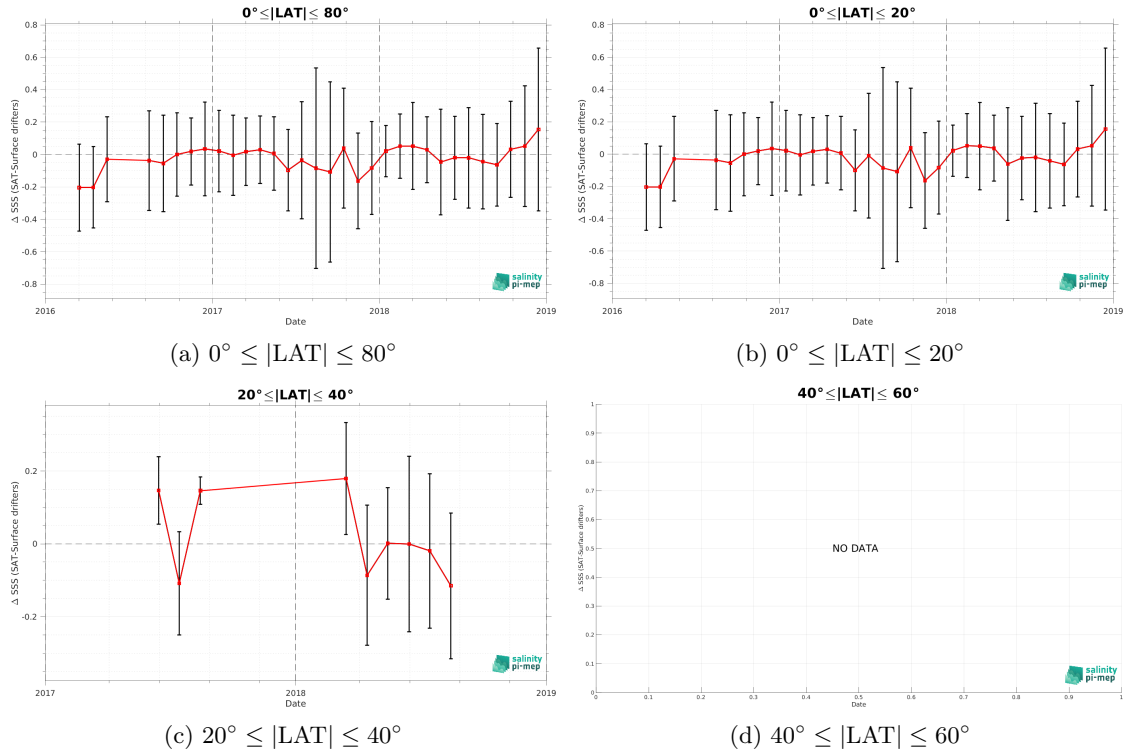 0°≤|LAT|≤ 80°
0.8
0.6
0.4
0.2
0
-0.2
-0.4
-0.6
-0.8
Δ SSS (SAT-Surface drifters)
2016
2017
2018
2019
Date
salinity
pi-mep
(a) 0° ≤ |LAT| ≤ 80°
0°≤|LAT|≤ 20°
0.8
0.6
0.4
0.2
0
-0.2
-0.4
-0.6
-0.8
Δ SSS (SAT-Surface drifters)
2016
2017
2018
2019
Date
salinity
pi-mep
(b) 0° ≤ |LAT| ≤ 20°
20°≤|LAT|≤ 40°
0.2
0
-0.2
Δ SSS (SAT-Surface drifters)
2017
2018
2019
Date
salinity
pi-mep
(c) 20° ≤ |LAT| ≤ 40°
40°≤|LAT|≤ 60°
1
0.9
0.8
0.7
0.6
0.5
0.4
0.3
0.2
0.1
0
Δ SSS (SAT-Surface drifters)
NO DATA
0 0.1 0.2 0.3 0.4 0.5 0.6 0.7 0.8 0.9 1
Date
salinity
pi-mep
(d) 40° ≤ |LAT| ≤ 60°